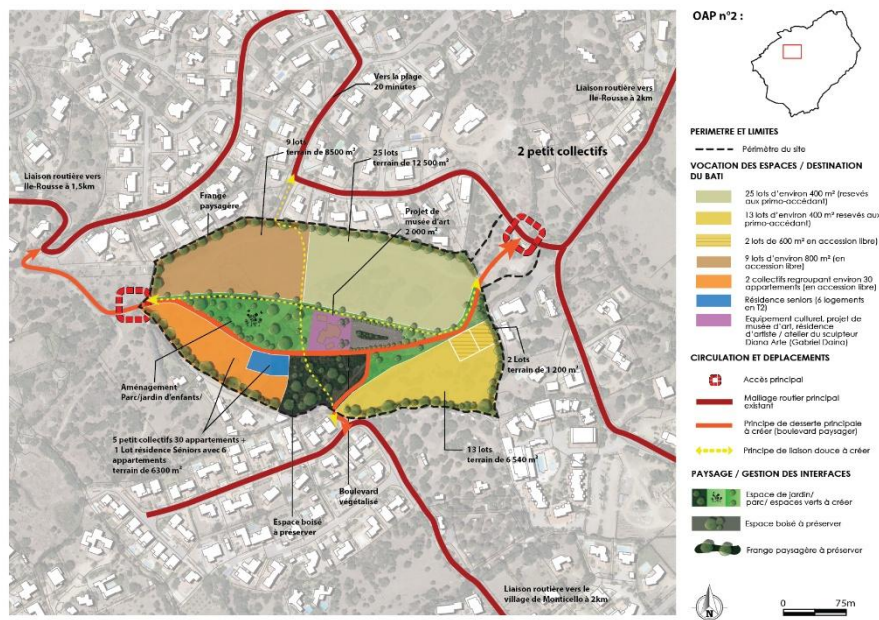 Vers la plage
20 minutes
Liaison routière vers
Ile-Rousse à 2km
9 lots
terrain de 8500 m²
25 lots
terrain de 12 500 m²
2 petit collectifs
Liaison routière vers
Ile-Rousse à 1,5km
Frange
paysagère
Projet de
musée d'art
2 000 m²
2 Lots
terrain de 1 200 m²
Aménagement
Parc/jardin d'enfants/
5 petit collectifs 30 appartements +
1 Lot résidence Séniors avec 6
appartements
terrain de 6300 m²
13 lots
terrain de 6 540 m²
Boulevard
végétalisé
Espace boisé
à préserver
Liaison routière vers le
village de Monticello à 2km
OAP n°2 :
PERIMETRE ET LIMITES
Périmètre du site
VOCATION DES ESPACES / DESTINATION
DU BATI
25 lots d'environ 400 m² (resevés
aux primo-accédant)
13 lots d'environ 400 m² resevés aux
primo-accédant)
2 lots de 600 m² en accession libre)
9 lots d'environ 800 m² (en
accession libre)
2 collectifs regroupant environ 30
appartements (en accession libre)
Résidence seniors (6 logements
en T2)
Equipement culturel, projet de
musée d'art, résidence
d'artiste / atelier du sculpteur
Diana Arte (Gabriel Daina)
CIRCULATION ET DEPLACEMENTS
Accès principal
Maillage routier principal
existant
Principe de desserte principale
à créer (boulevard paysager)
Principe de liaison douce à créer
PAYSAGE / GESTION DES INTERFACES
Espace de jardin/
parc/ espaces verts à créer
Espace boisé à préserver
Frange paysagère à préserver
N
0
75m